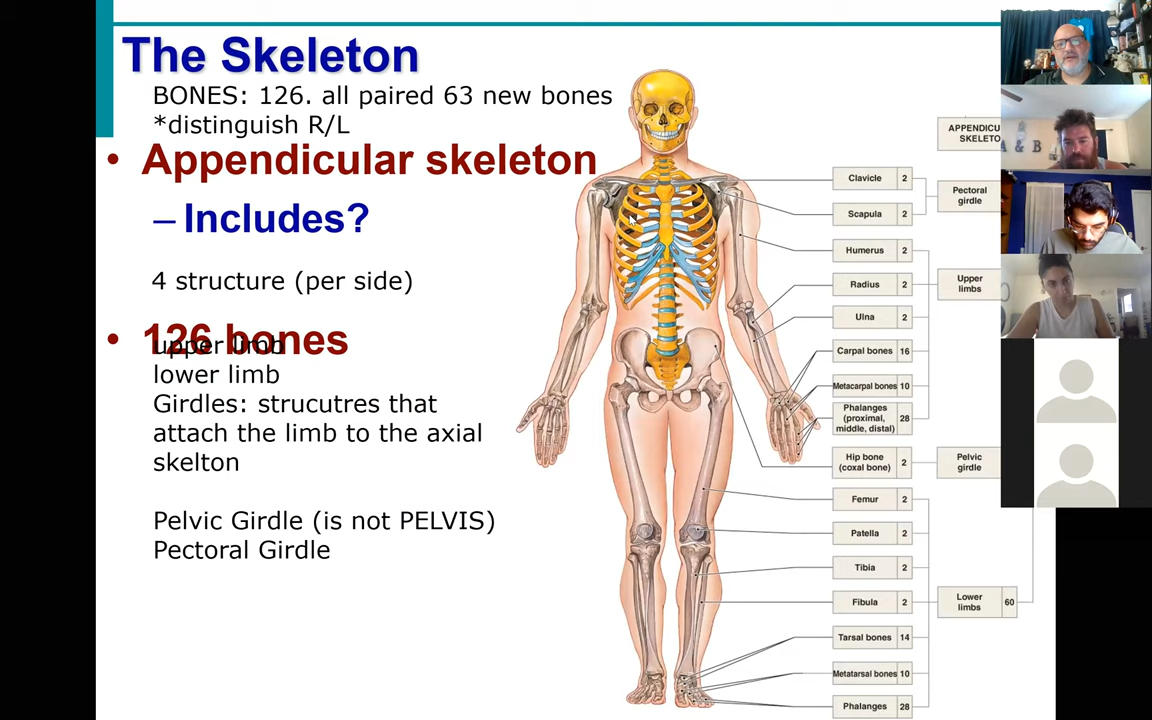 The Skeleton
BONES: 126. all paired 63 new bones
*distinguish R/L
• Appendicular skeleton
– Includes?
4 structure (per side)
• 126 bones
upper limb
lower limb
Girdles: strucutres that
attach the limb to the axial
skelton
Pelvic Girdle (is not PELVIS)
Pectoral Girdle
Clavicle 2
Scapula 2
Pectoral
girdle
Humerus 2
Radius 2
Ulna 2
Carpal bones 16
Metacarpal bones 10
Phalanges
(proximal,
middle, distal)
28
Upper
limbs
Hip bone
(coxal bone)
2
Pelvic
girdle
Femur 2
Patella 2
Tibia 2
Fibula 2
Tarsal bones 14
Metatarsal bones 10
Phalanges 28
Lower
limbs
60
& B